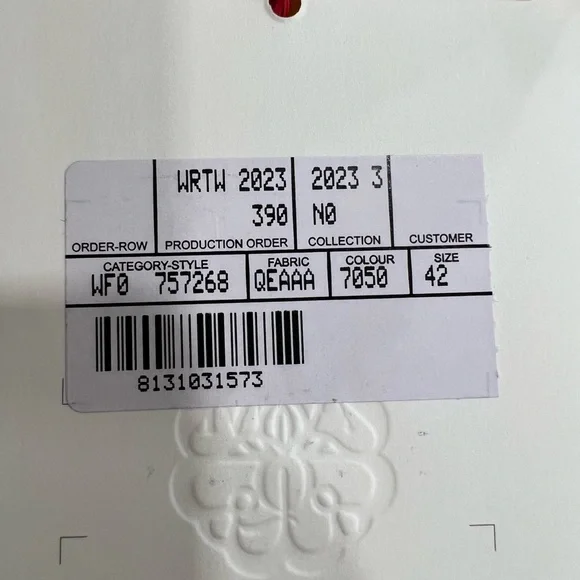 WRTW 2023 2023 3
390 N0
ORDER-ROW PRODUCTION ORDER COLLECTION CUSTOMER
CATEGORY-STYLE FABRIC COLOUR SIZE
WF0 757268 QEAAA 7050 42
8131031573